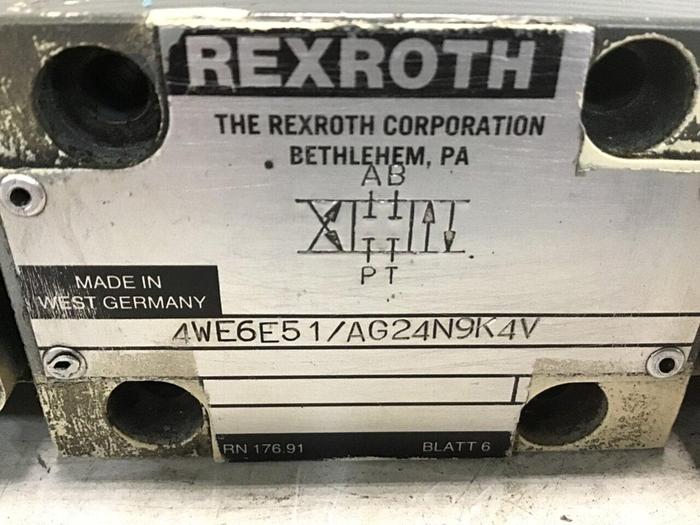 REXROTH
THE REXROTH CORPORATION
BETHLEHEM, PA
AB
PT
MADE IN
WEST GERMANY
4WE6E51/AG24N9K4V
RN 176.91 BLATT 6